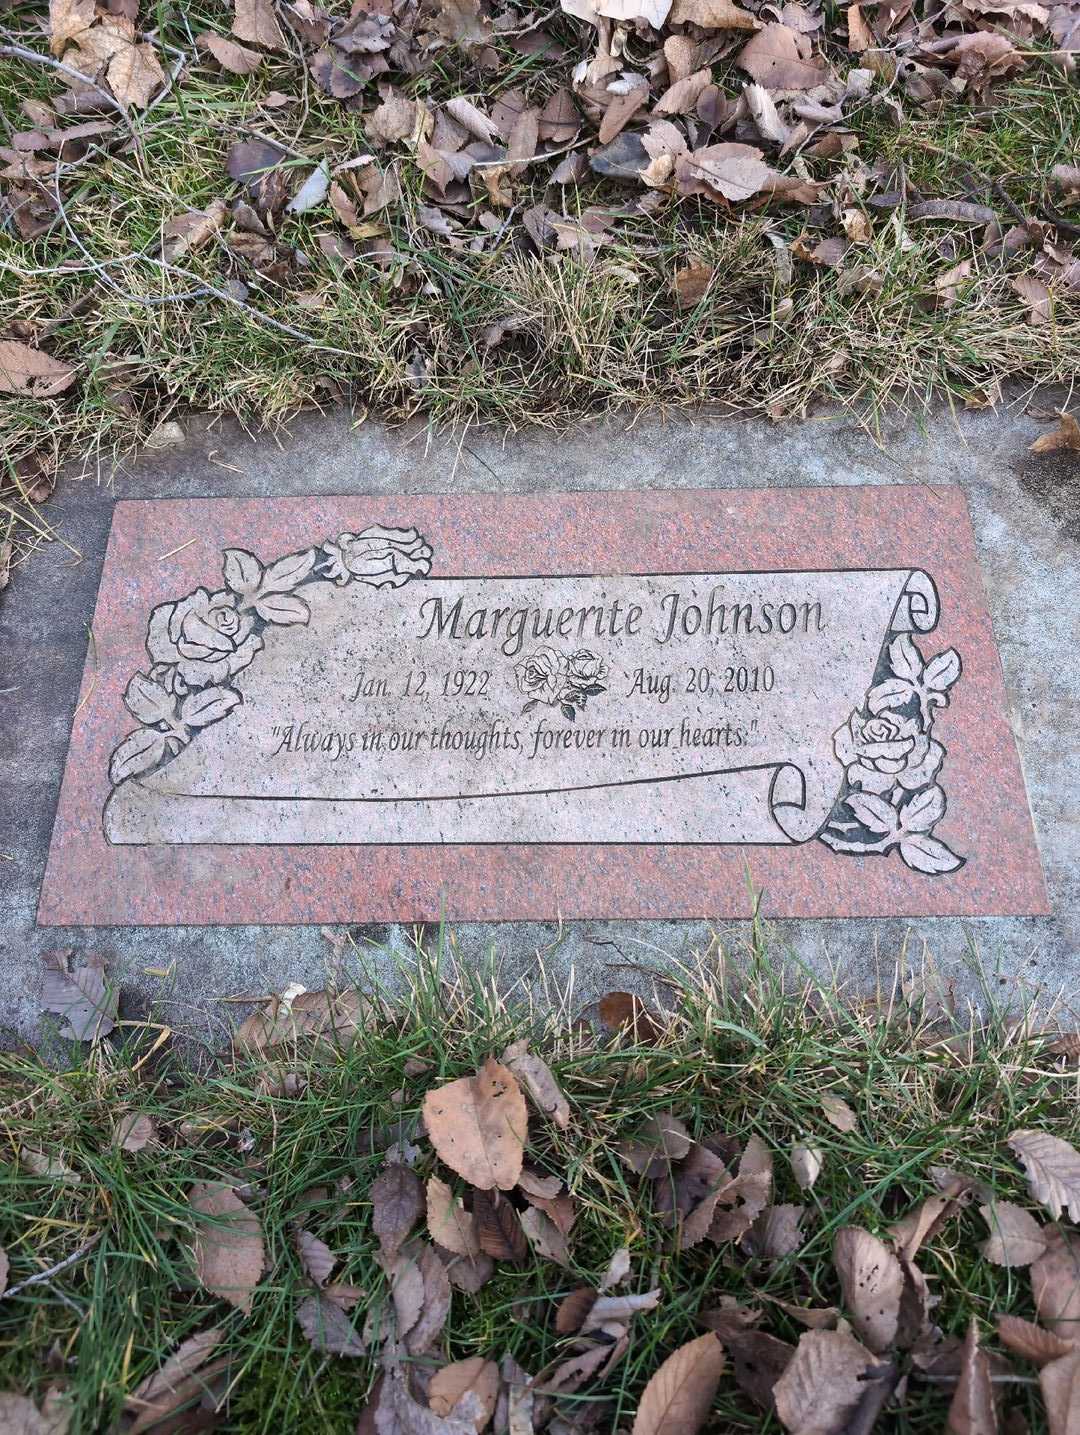 Marguerite Johnson
Jan. 12, 1922 Aug. 20, 2010
"Always in our thoughts, forever in our hearts."